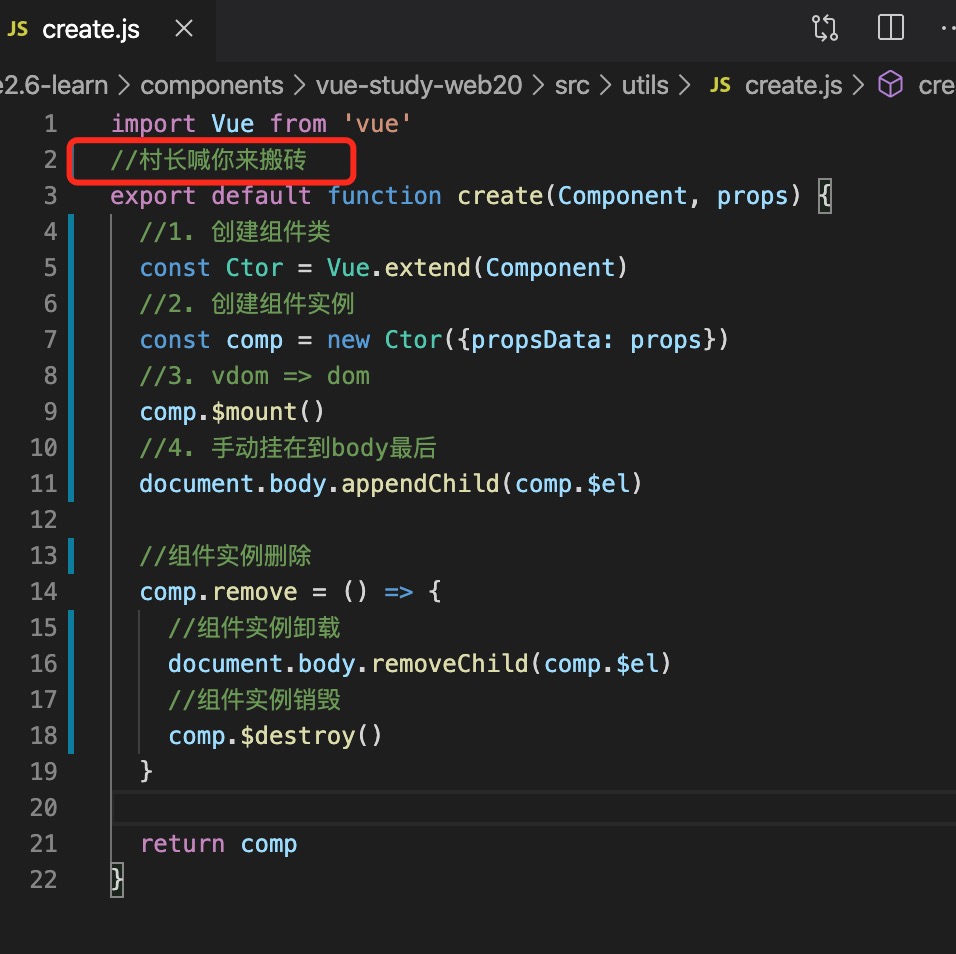 JS create.js ×
e2.6-learn > components > vue-study-web20 > src > utils > JS create.js > cre
1 import Vue from 'vue'
2 //村长喊你来搬砖
3 export default function create(Component, props) {
4 //1. 创建组件类
5 const Ctor = Vue.extend(Component)
6 //2. 创建组件实例
7 const comp = new Ctor({propsData: props})
8 //3. vdom => dom
9 comp.$mount()
10 //4. 手动挂在到body最后
11 document.body.appendChild(comp.$el)
12
13 //组件实例删除
14 comp.remove = () => {
15 //组件实例卸载
16 document.body.removeChild(comp.$el)
17 //组件实例销毁
18 comp.$destroy()
19 }
20
21 return comp
22 }